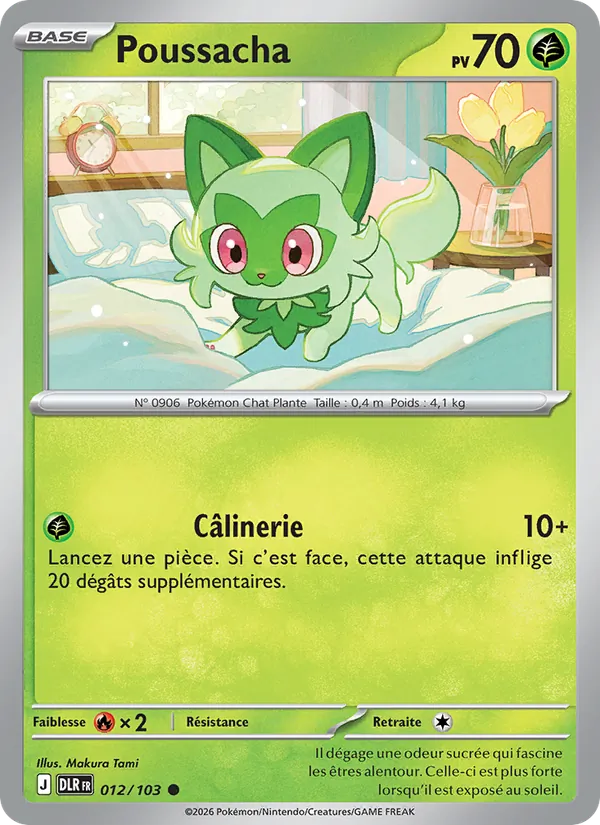 BASE
Poussacha
PV 70
N° 0906 Pokémon Chat Plante Taille : 0,4 m Poids : 4,1 kg
Câlinerie 10+
Lancez une pièce. Si c'est face, cette attaque inflige
20 dégâts supplémentaires.
Faiblesse ×2 Résistance Retraite
Illus. Makura Tami
J DLR FR 012/103
Il dégage une odeur sucrée qui fascine
les êtres alentour. Celle-ci est plus forte
lorsqu'il est exposé au soleil.
©2026 Pokémon/Nintendo/Creatures/GAME FREAK